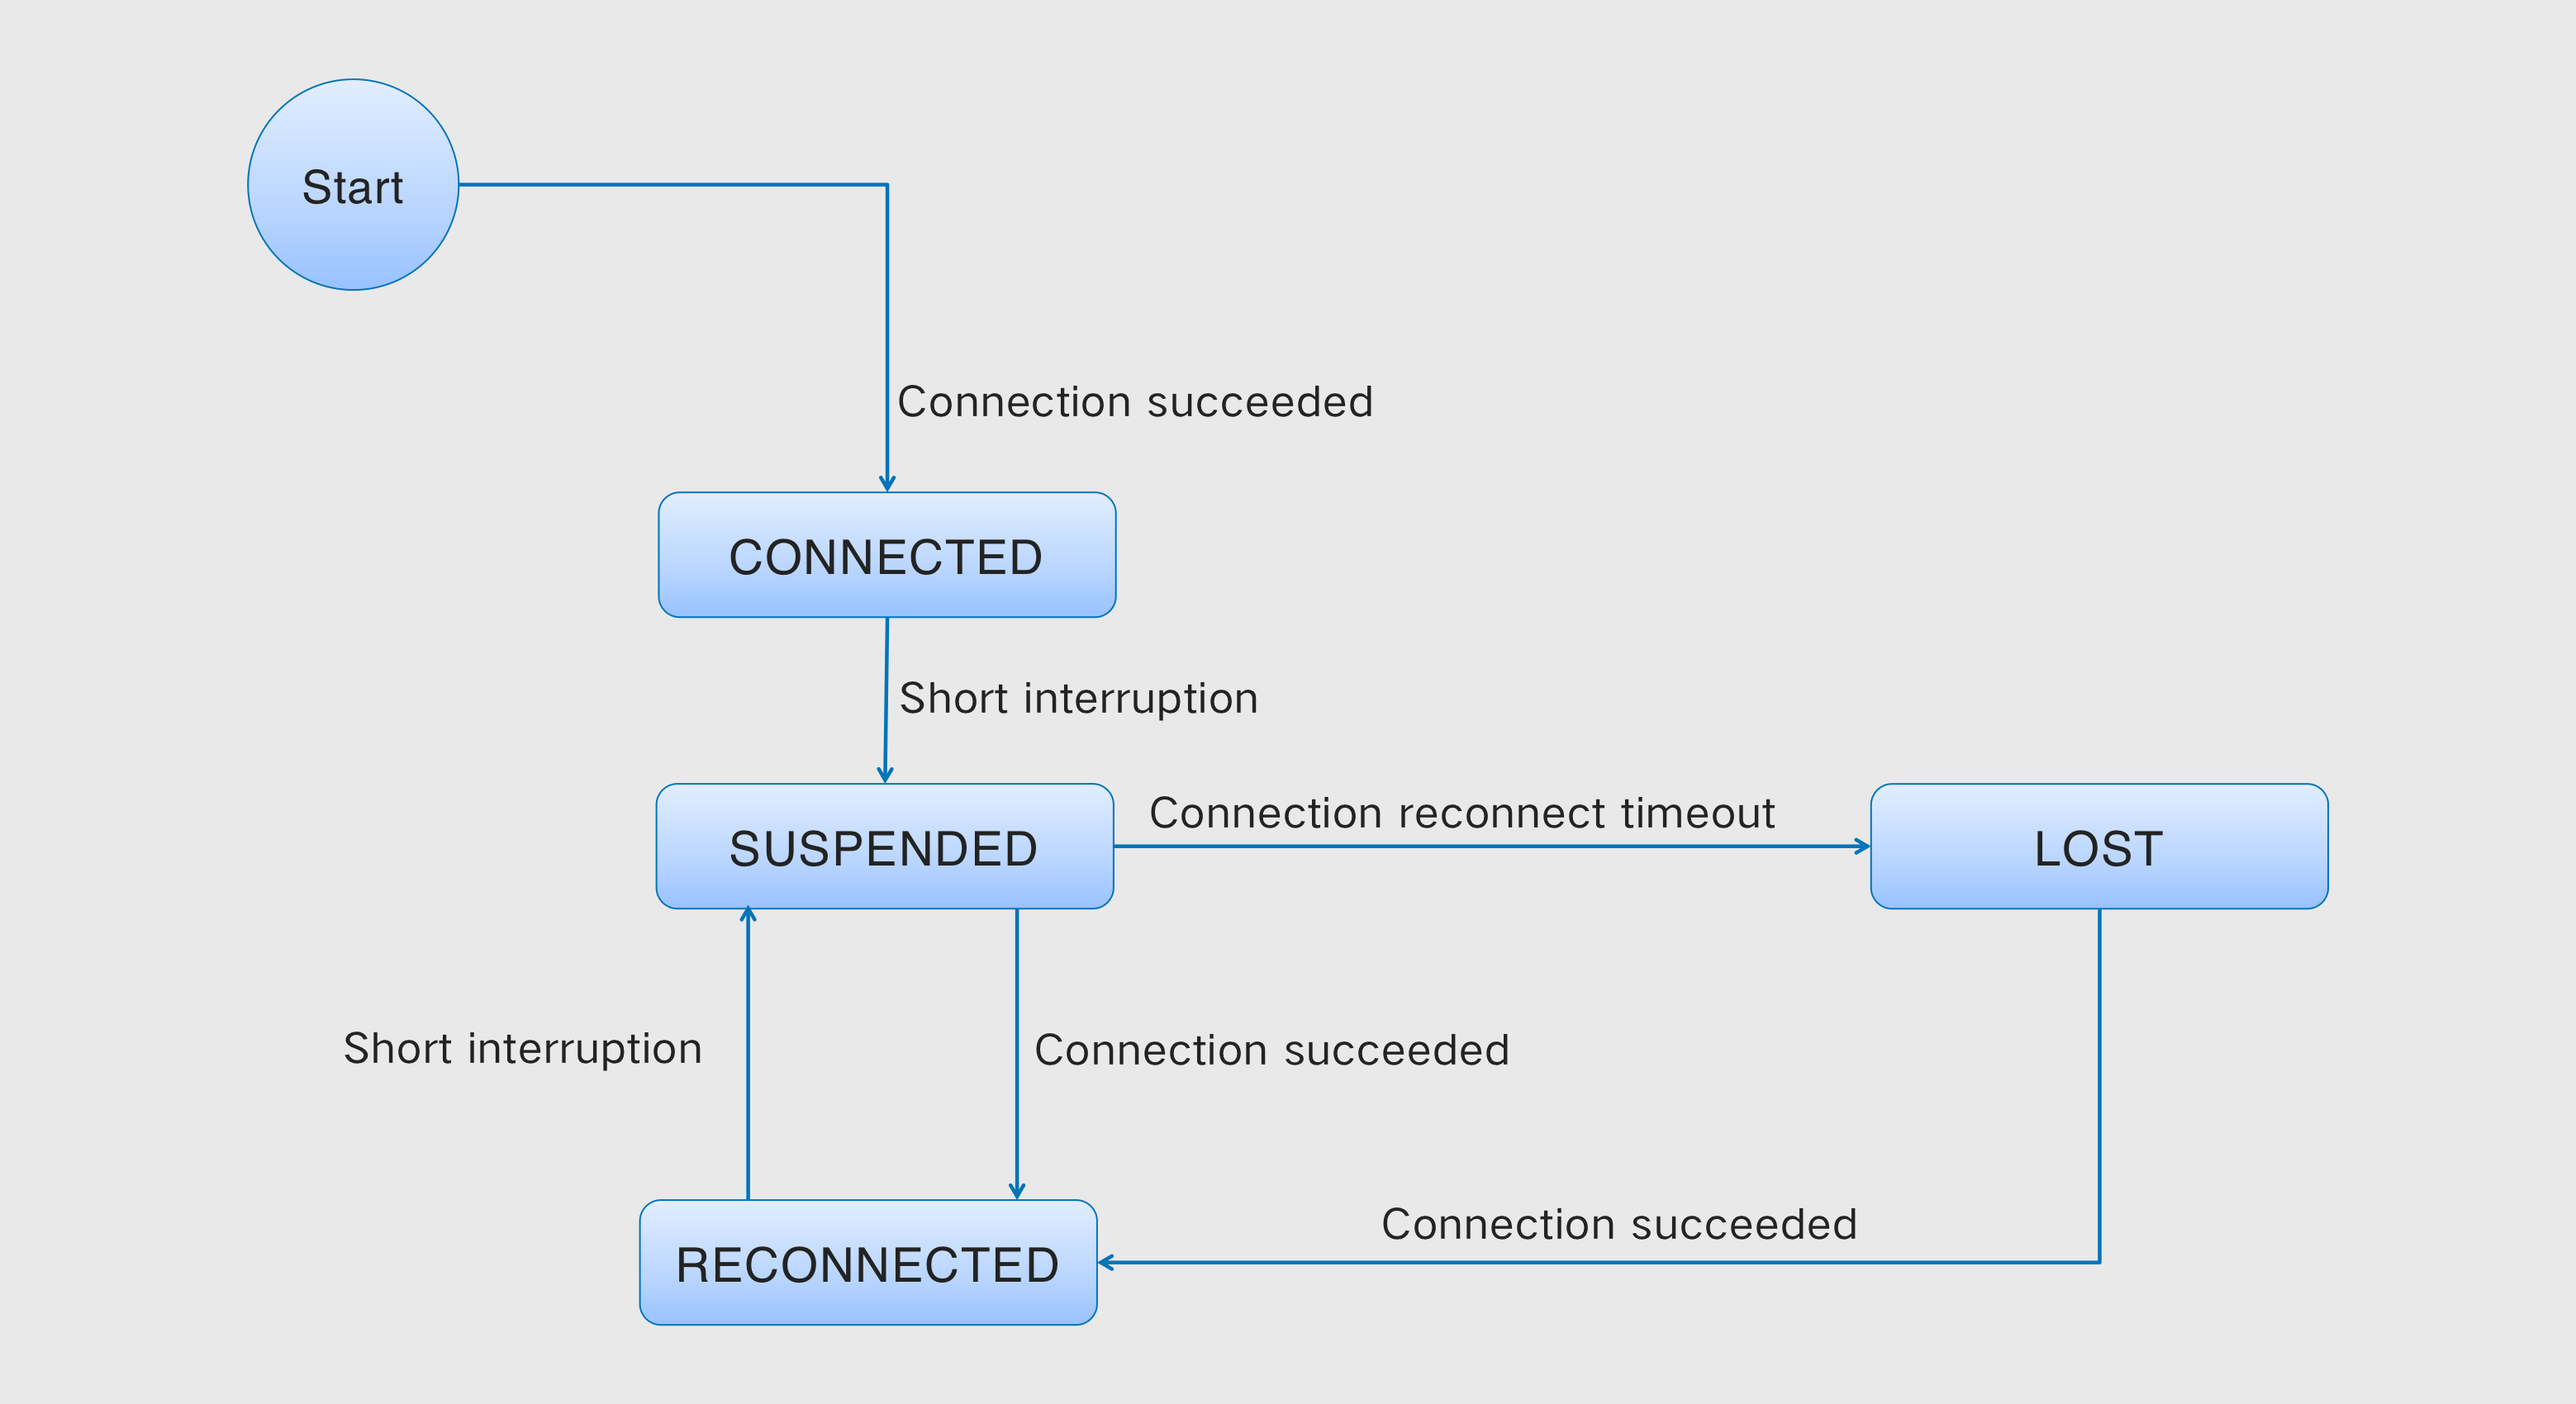 Start
Connection succeeded
CONNECTED
Short interruption
SUSPENDED
Connection reconnect timeout
LOST
Short interruption
Connection succeeded
Connection succeeded
RECONNECTED